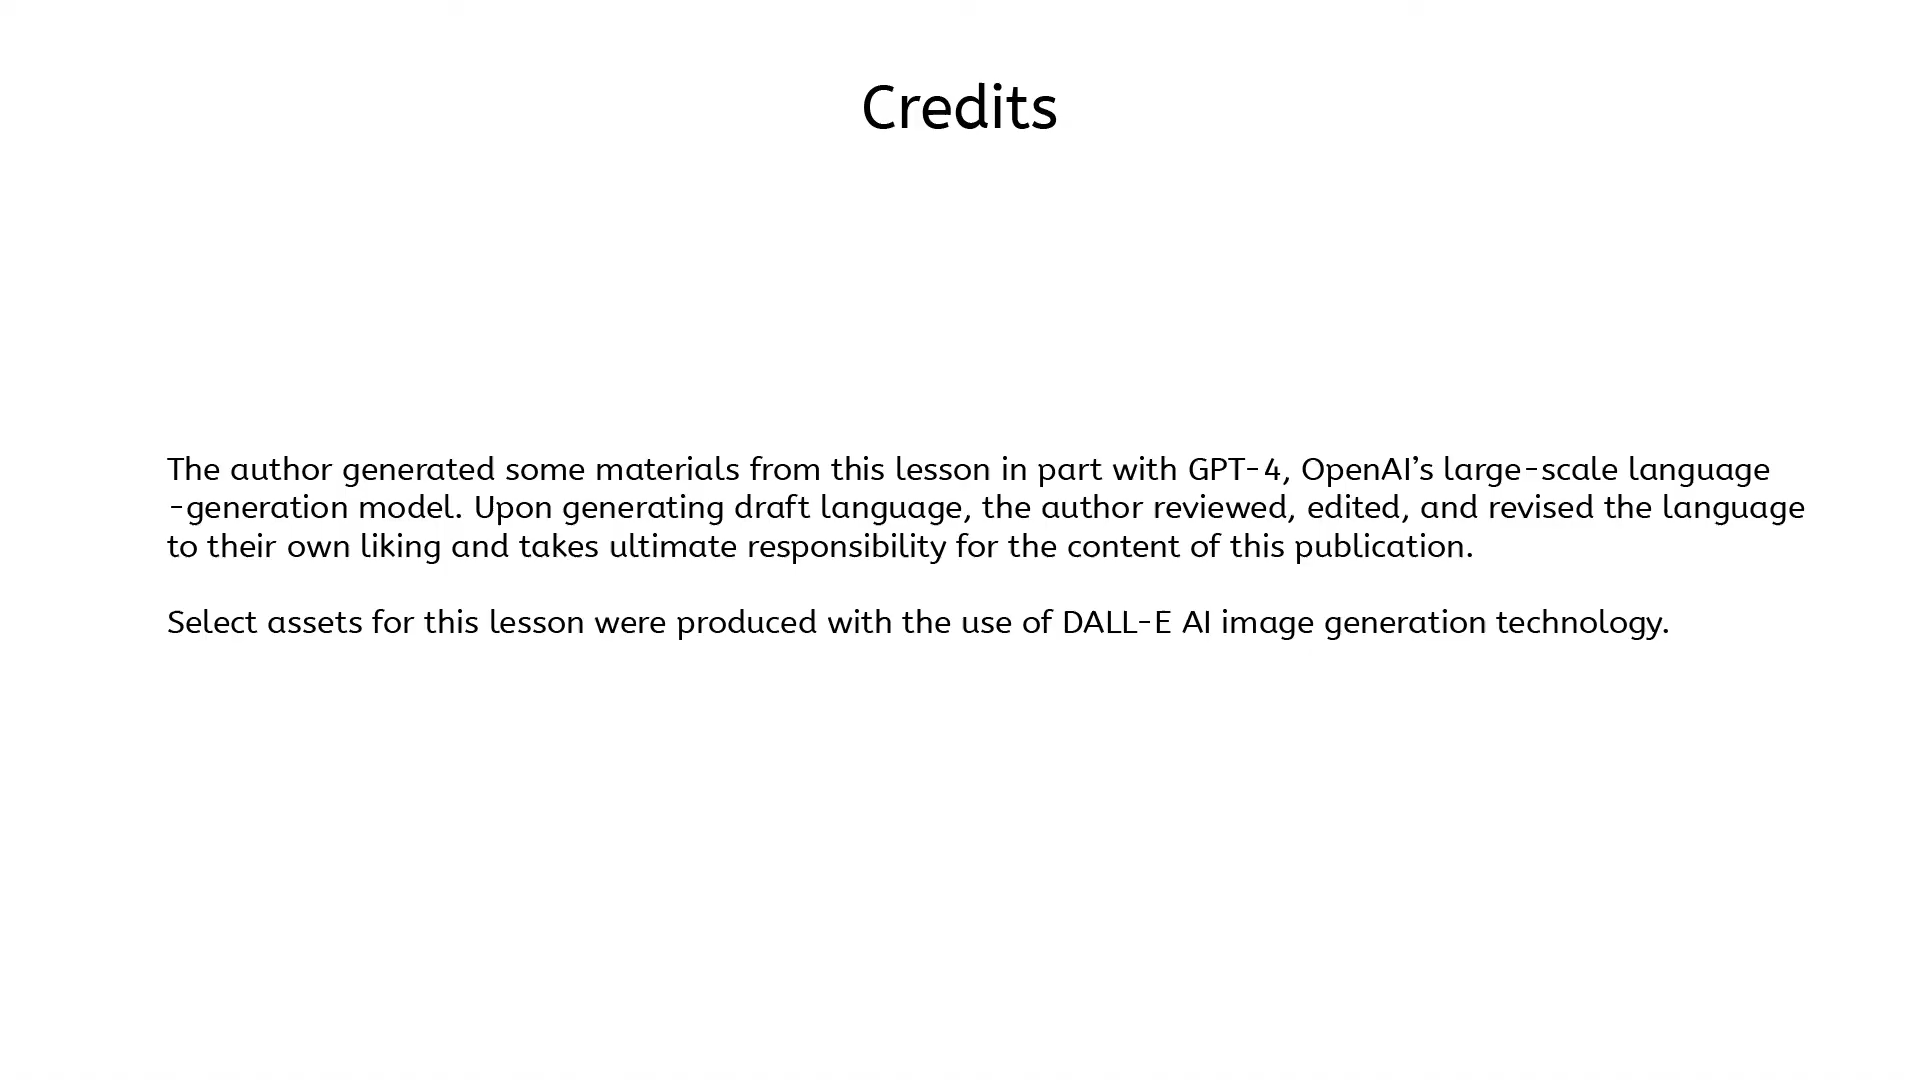 Credits
The author generated some materials from this lesson in part with GPT-4, OpenAI’s large-scale language
-generation model. Upon generating draft language, the author reviewed, edited, and revised the language
to their own liking and takes ultimate responsibility for the content of this publication.
Select assets for this lesson were produced with the use of DALL-E AI image generation technology.